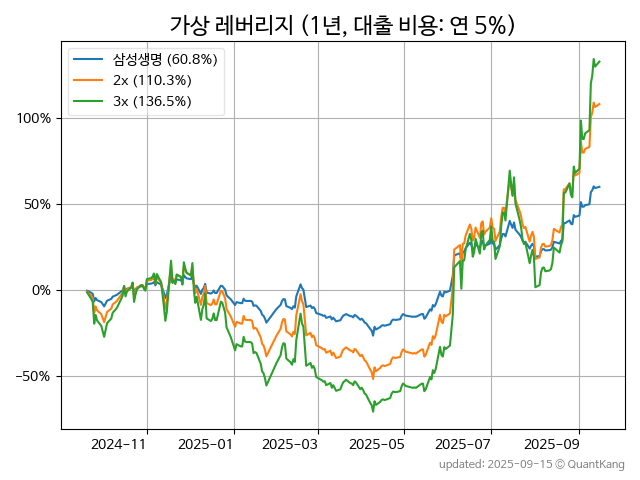 가상 레버리지 (1년, 대출 비용: 연 5%)
삼성생명 (60.8%)
2x (110.3%)
3x (136.5%)
100%
50%
0%
−50%
2024−11 2025−01 2025−03 2025−05 2025−07 2025−09
updated: 2025-09-15 © QuantKang